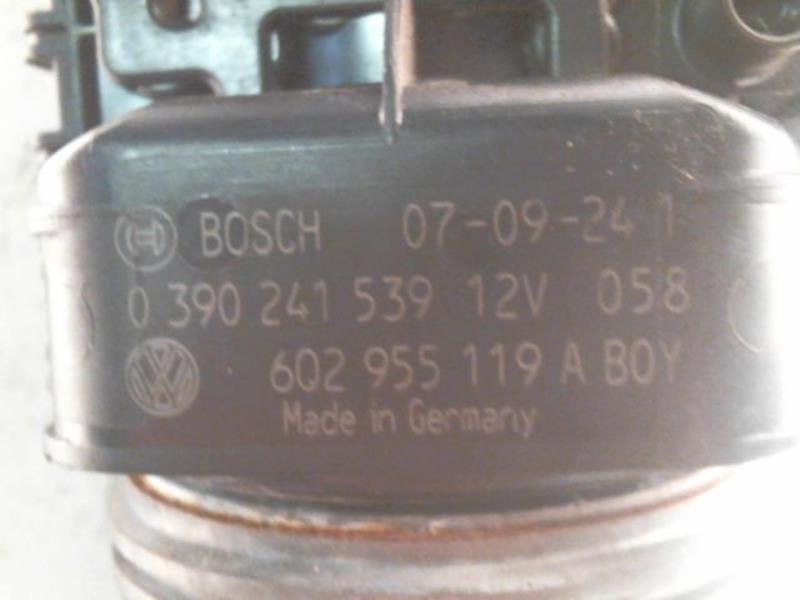 BOSCH 07-09-24 1
0 390 241 539 12V 058
6Q2 955 119 A BOY
Made in Germany